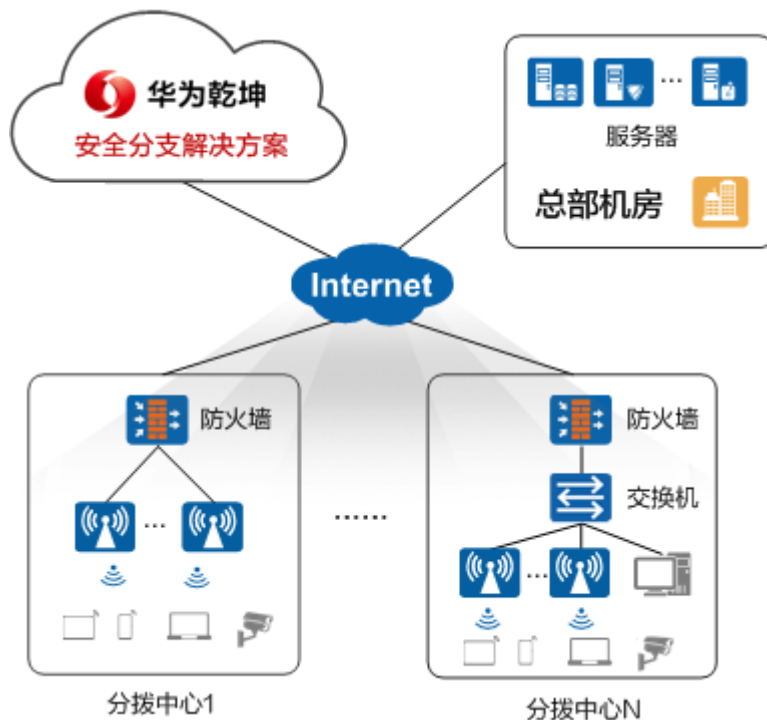 华为乾坤
安全分支解决方案
...
服务器
总部机房
Internet
防火墙
...
分拨中心1
......
防火墙
交换机
...
分拨中心N